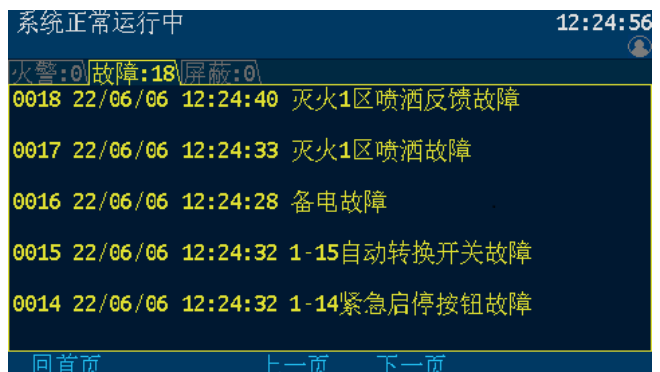 系统正常运行中 12:24:56
火警:0\故障:18\屏蔽:0\
0018 22/06/06 12:24:40 灭火1区喷洒反馈故障
0017 22/06/06 12:24:33 灭火1区喷洒故障
0016 22/06/06 12:24:28 备电故障
0015 22/06/06 12:24:32 1-15自动转换开关故障
0014 22/06/06 12:24:32 1-14紧急启停按钮故障
回首页 上一页 下一页